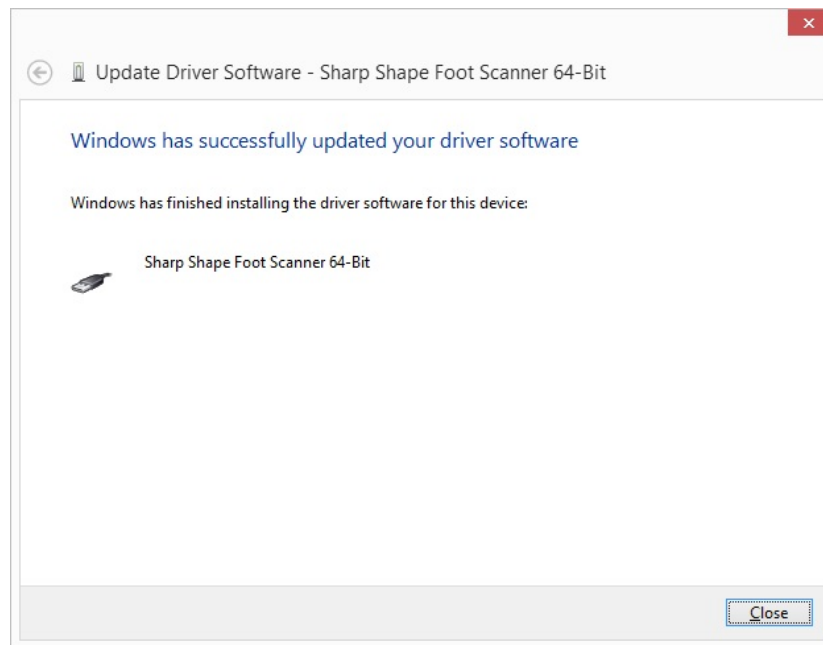 Update Driver Software - Sharp Shape Foot Scanner 64-Bit
Windows has successfully updated your driver software
Windows has finished installing the driver software for this device:
Sharp Shape Foot Scanner 64-Bit
Close